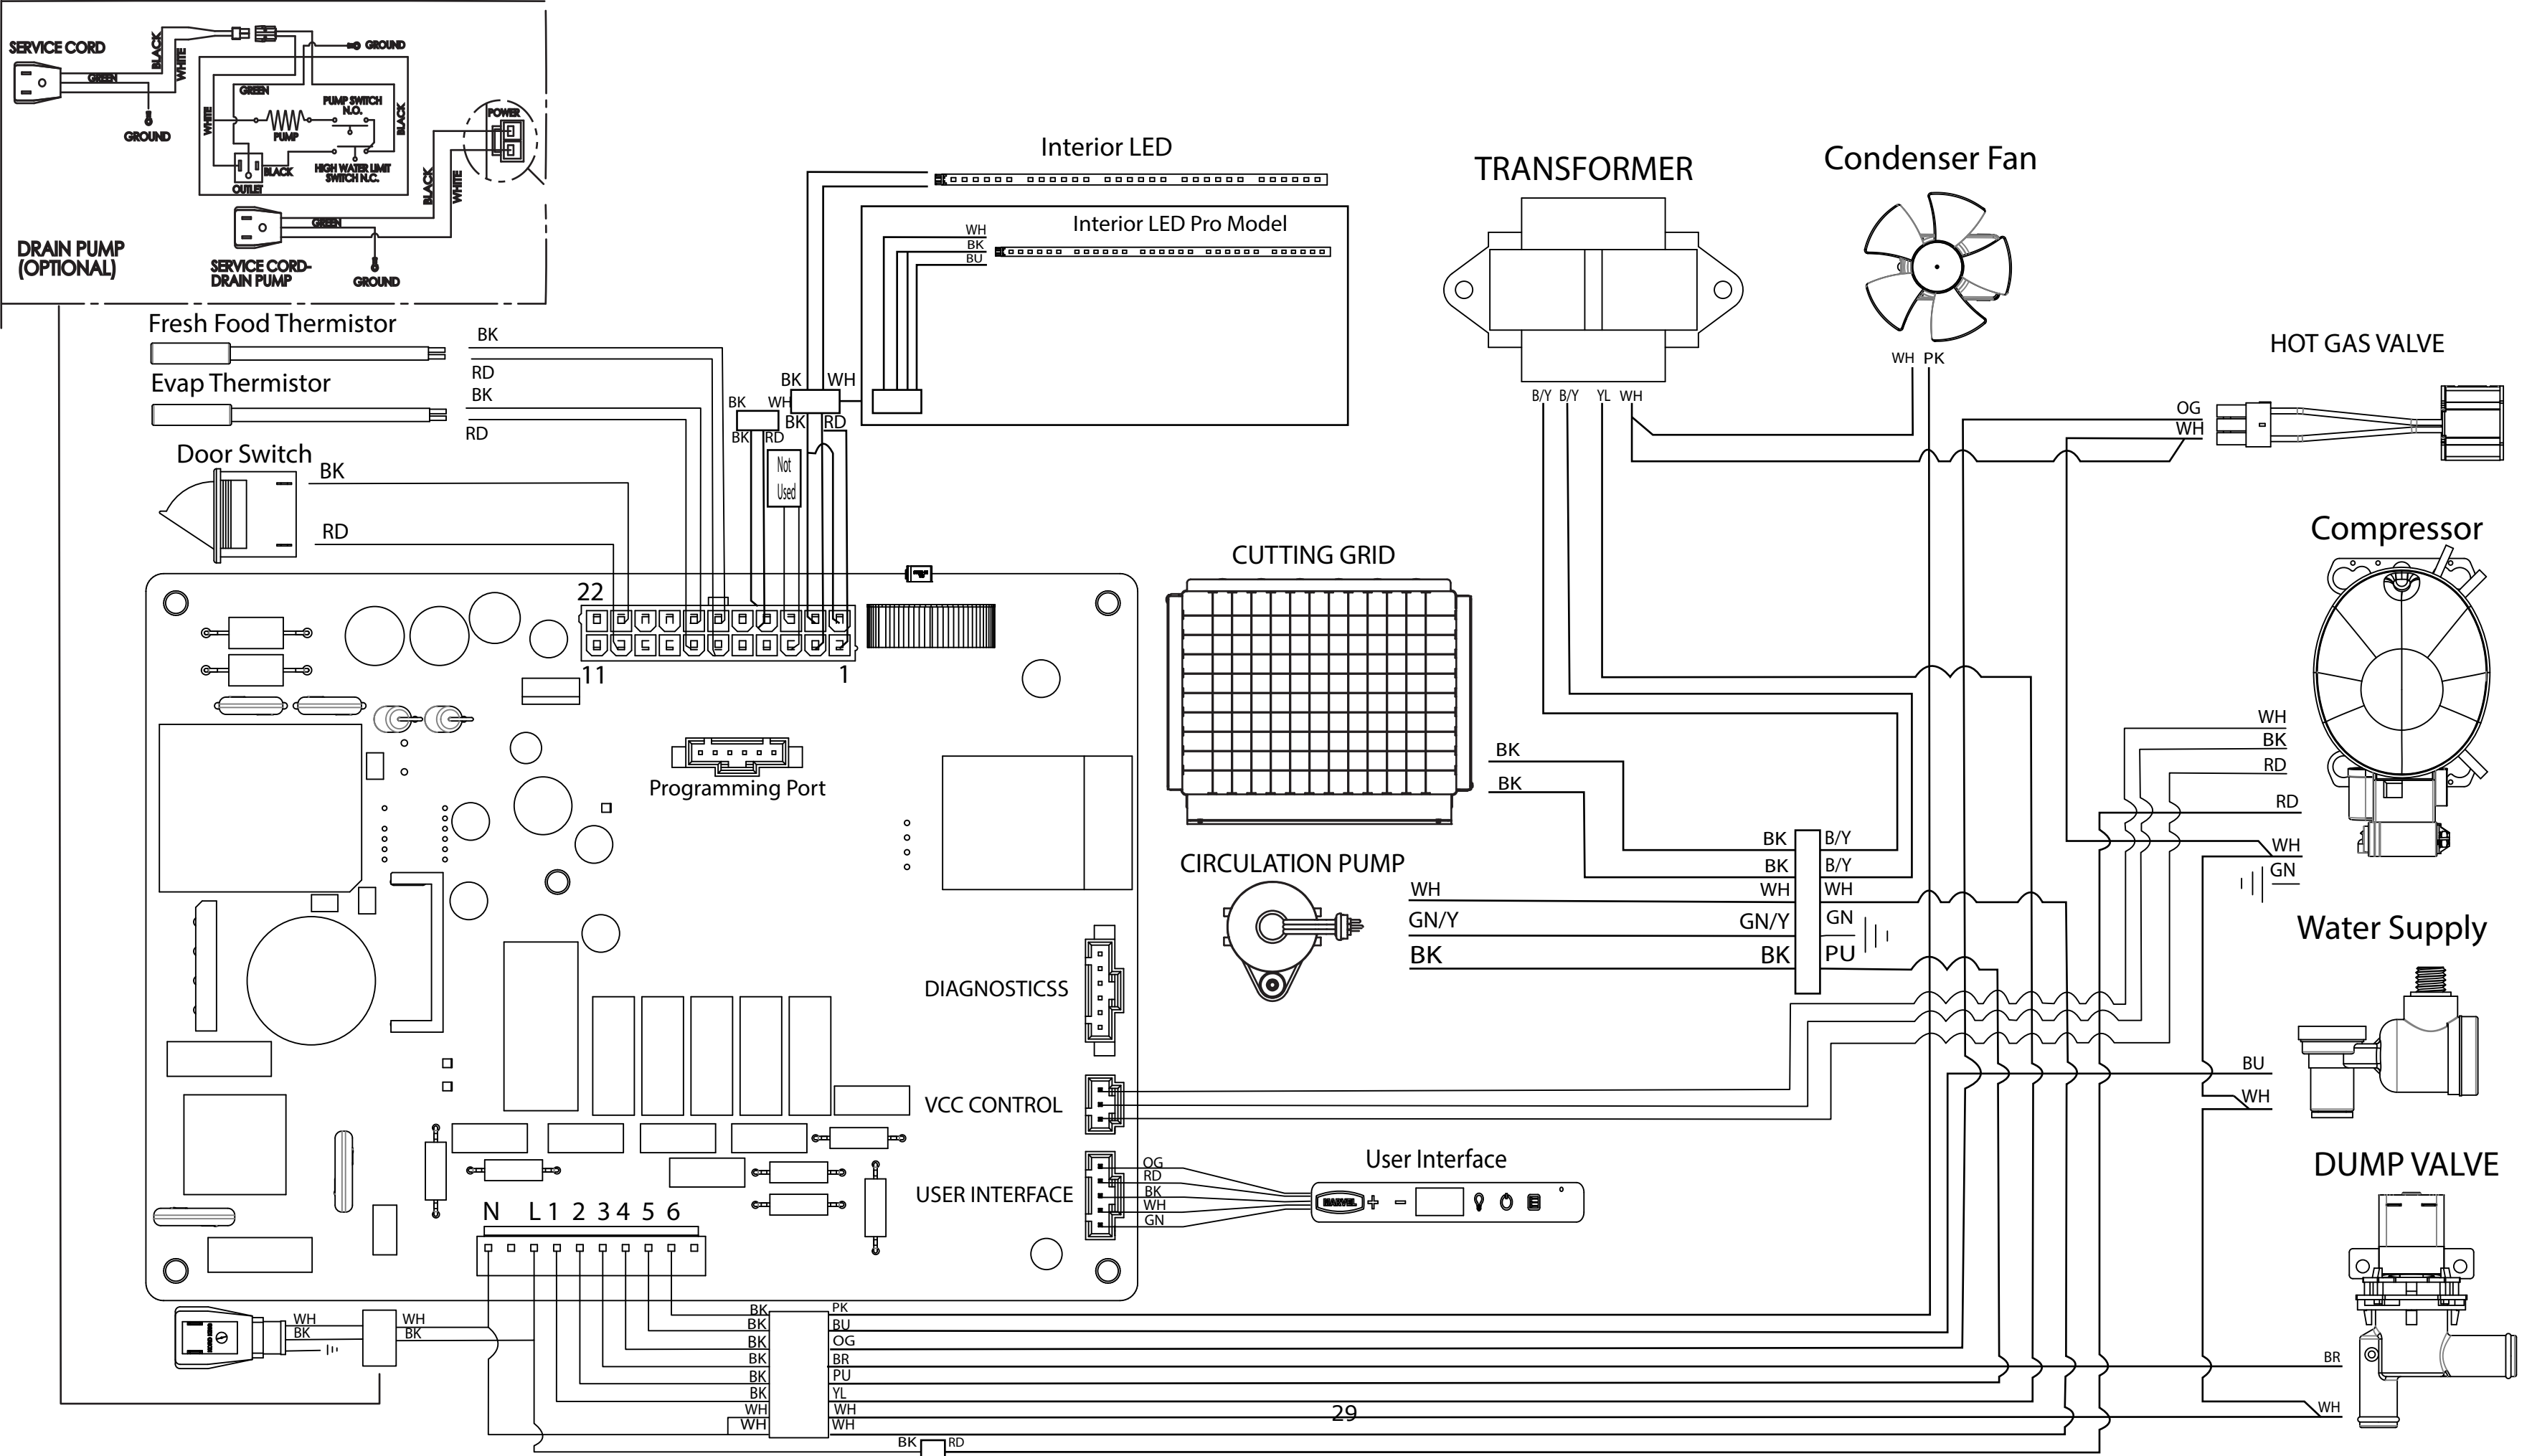 SERVICE CORD
BLACK
WHITE
GREEN
GROUND
GROUND
GREEN
WHITE
PUMP SWITCH
N.O.
PUMP
BLACK
BLACK
OUTLET
HIGH WATER LIMIT
SWITCH N.C.
POWER
BLACK
WHITE
GREEN
DRAIN PUMP
(OPTIONAL)
SERVICE CORD-
DRAIN PUMP
GROUND
Interior LED
Interior LED Pro Model
WH
BK
BU
TRANSFORMER
B/Y B/Y YL WH
Condenser Fan
WH PK
HOT GAS VALVE
OG
WH
Fresh Food Thermistor
BK
RD
Evap Thermistor
BK
RD
Door Switch
BK
RD
BK WH
BK WH
BK RD
BK RD
Not
Used
22
11
1
Programming Port
CUTTING GRID
BK
BK
CIRCULATION PUMP
WH
GN/Y
BK
BK B/Y
BK B/Y
WH WH
GN/Y GN
BK PU
Compressor
WH
BK
RD
RD
WH
GN
Water Supply
BU
WH
DUMP VALVE
BR
WH
DIAGNOSTICSS
VCC CONTROL
USER INTERFACE
OG
RD
BK
WH
GN
User Interface
MARVEL + −
N L 1 2 3 4 5 6
WH WH
BK BK
BK PK
BK BU
BK OG
BK BR
BK PU
BK YL
WH WH
WH WH
BK RD
29